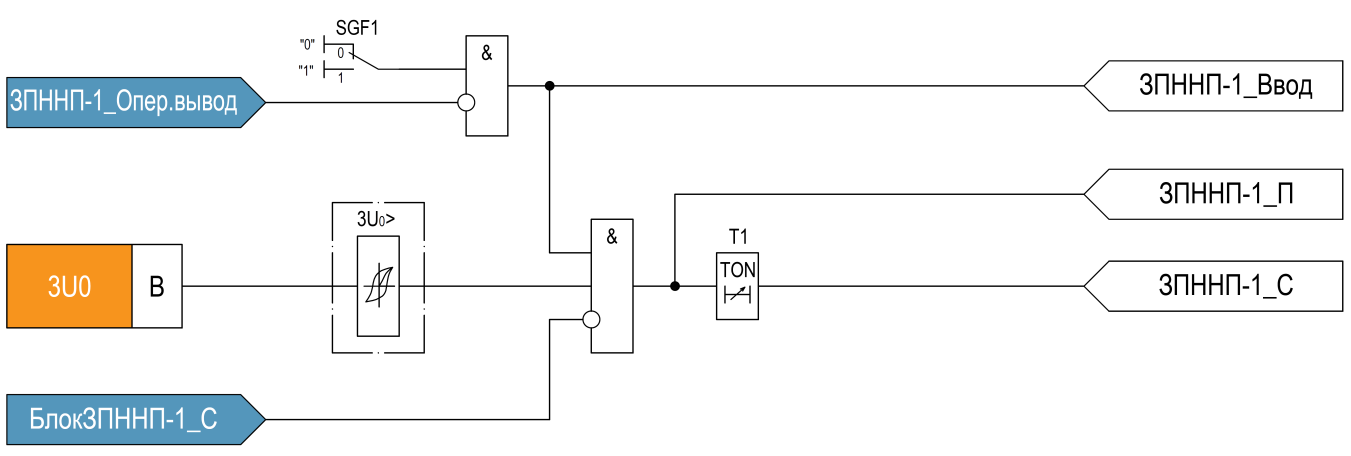 SGF1
"0"
0
"1"
1
&
ЗПННП-1_Опер.вывод
ЗПННП-1_Ввод
ЗПННП-1_П
3U0>
&
T1
TON
3U0
В
ЗПННП-1_С
БлокЗПННП-1_С